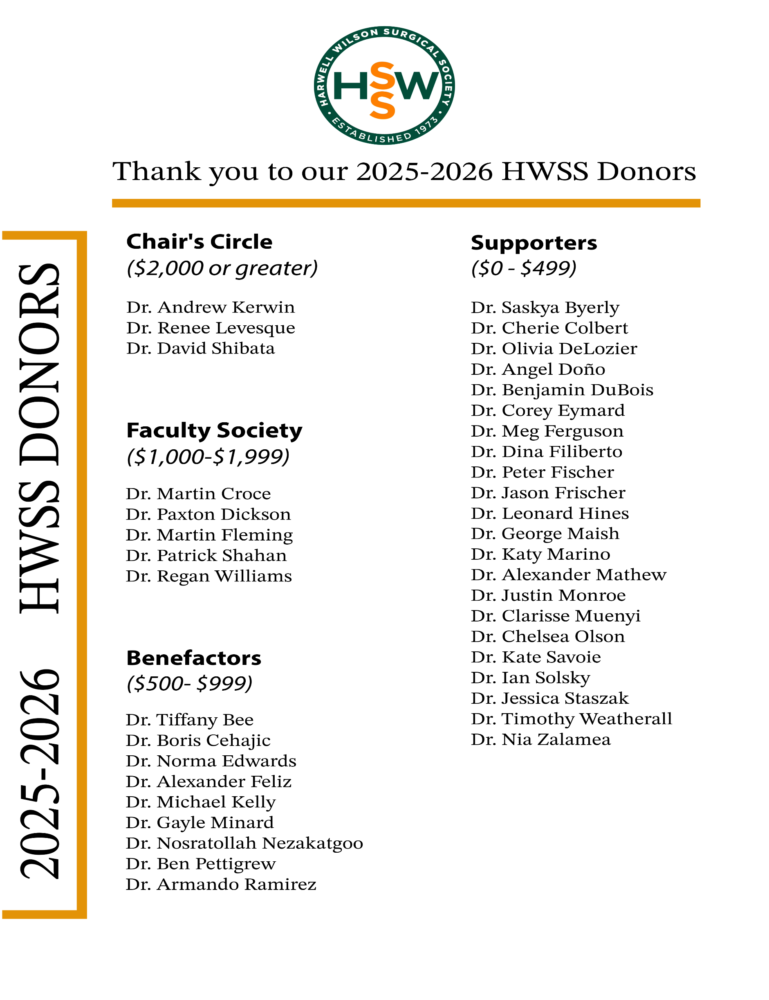 HARWELL WILSON SURGICAL SOCIETY
HSW
S
• ESTABLISHED 1973 •
Thank you to our 2025-2026 HWSS Donors
2025-2026 HWSS DONORS
Chair's Circle
($2,000 or greater)
Dr. Andrew Kerwin
Dr. Renee Levesque
Dr. David Shibata
Faculty Society
($1,000-$1,999)
Dr. Martin Croce
Dr. Paxton Dickson
Dr. Martin Fleming
Dr. Patrick Shahan
Dr. Regan Williams
Benefactors
($500- $999)
Dr. Tiffany Bee
Dr. Boris Cehajic
Dr. Norma Edwards
Dr. Alexander Feliz
Dr. Michael Kelly
Dr. Gayle Minard
Dr. Nosratollah Nezakatgoo
Dr. Ben Pettigrew
Dr. Armando Ramirez
Supporters
($0 - $499)
Dr. Saskya Byerly
Dr. Cherie Colbert
Dr. Olivia DeLozier
Dr. Angel Doño
Dr. Benjamin DuBois
Dr. Corey Eymard
Dr. Meg Ferguson
Dr. Dina Filiberto
Dr. Peter Fischer
Dr. Jason Frischer
Dr. Leonard Hines
Dr. George Maish
Dr. Katy Marino
Dr. Alexander Mathew
Dr. Justin Monroe
Dr. Clarisse Muenyi
Dr. Chelsea Olson
Dr. Kate Savoie
Dr. Ian Solsky
Dr. Jessica Staszak
Dr. Timothy Weatherall
Dr. Nia Zalamea